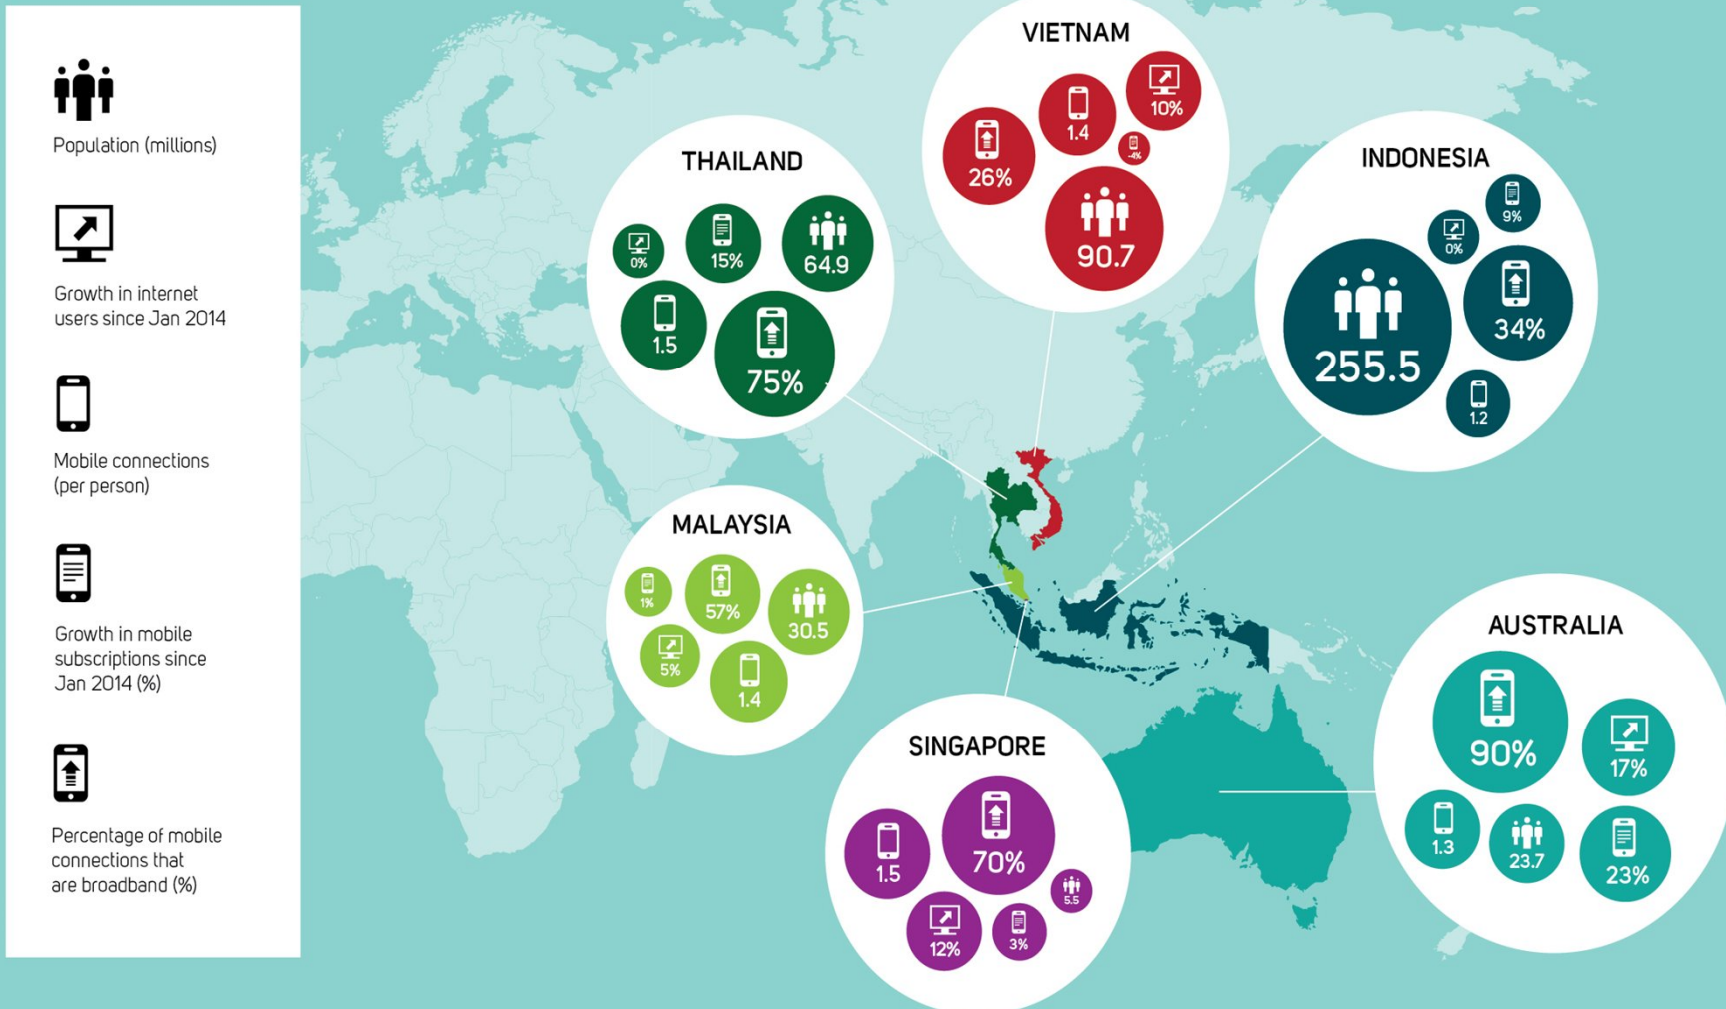 Population (millions)
Growth in internet
users since Jan 2014
Mobile connections
(per person)
Growth in mobile
subscriptions since
Jan 2014 (%)
Percentage of mobile
connections that
are broadband (%)
THAILAND
0%
15%
64.9
1.5
75%
VIETNAM
10%
1.4
26%
-4%
90.7
INDONESIA
9%
0%
255.5
34%
1.2
MALAYSIA
1%
57%
30.5
5%
1.4
SINGAPORE
1.5
70%
5.5
12%
3%
AUSTRALIA
90%
17%
1.3
23.7
23%